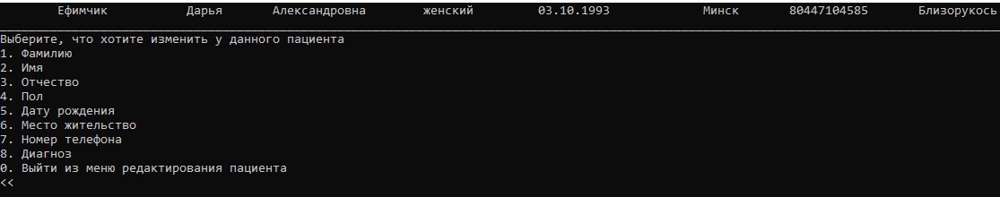 Ефимчик Дарья Александровна женский 03.10.1993 Минск 80447104585 Близорукось
Выберите, что хотите изменить у данного пациента
1. Фамилию
2. Имя
3. Отчество
4. Пол
5. Дату рождения
6. Место жительство
7. Номер телефона
8. Диагноз
0. Выйти из меню редактирования пациента
<<